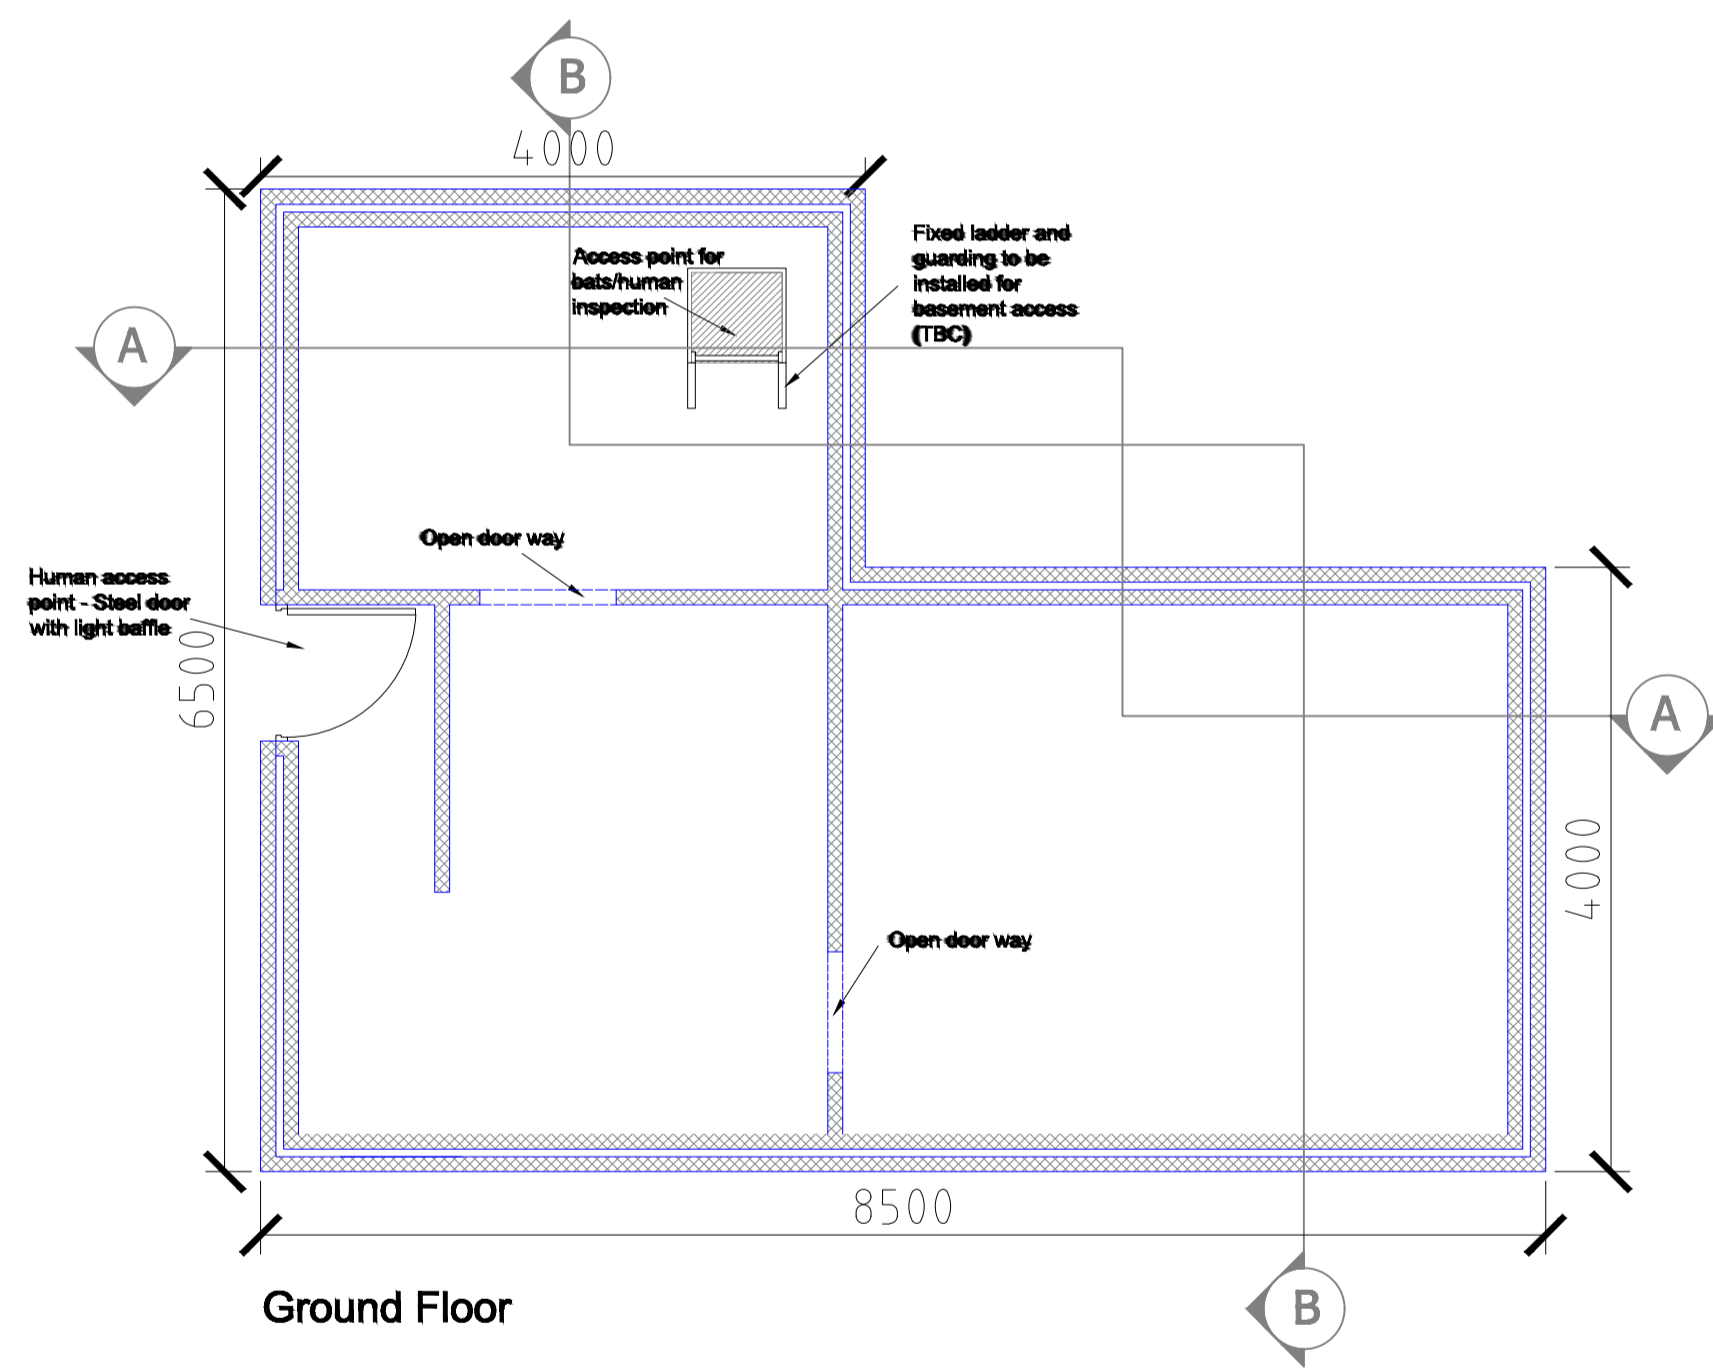 B
4000
Access point for
bats/human
inspection
Fixed ladder and
guarding to be
installed for
basement access
(TBC)
A
Open door way
Human access
point - Steel door
with light baffle
6500
A
4000
Open door way
8500
Ground Floor
B